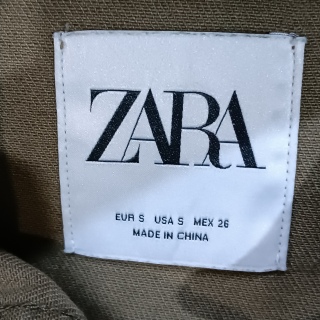 ZARA
EUR S USA S MEX 26
MADE IN CHINA